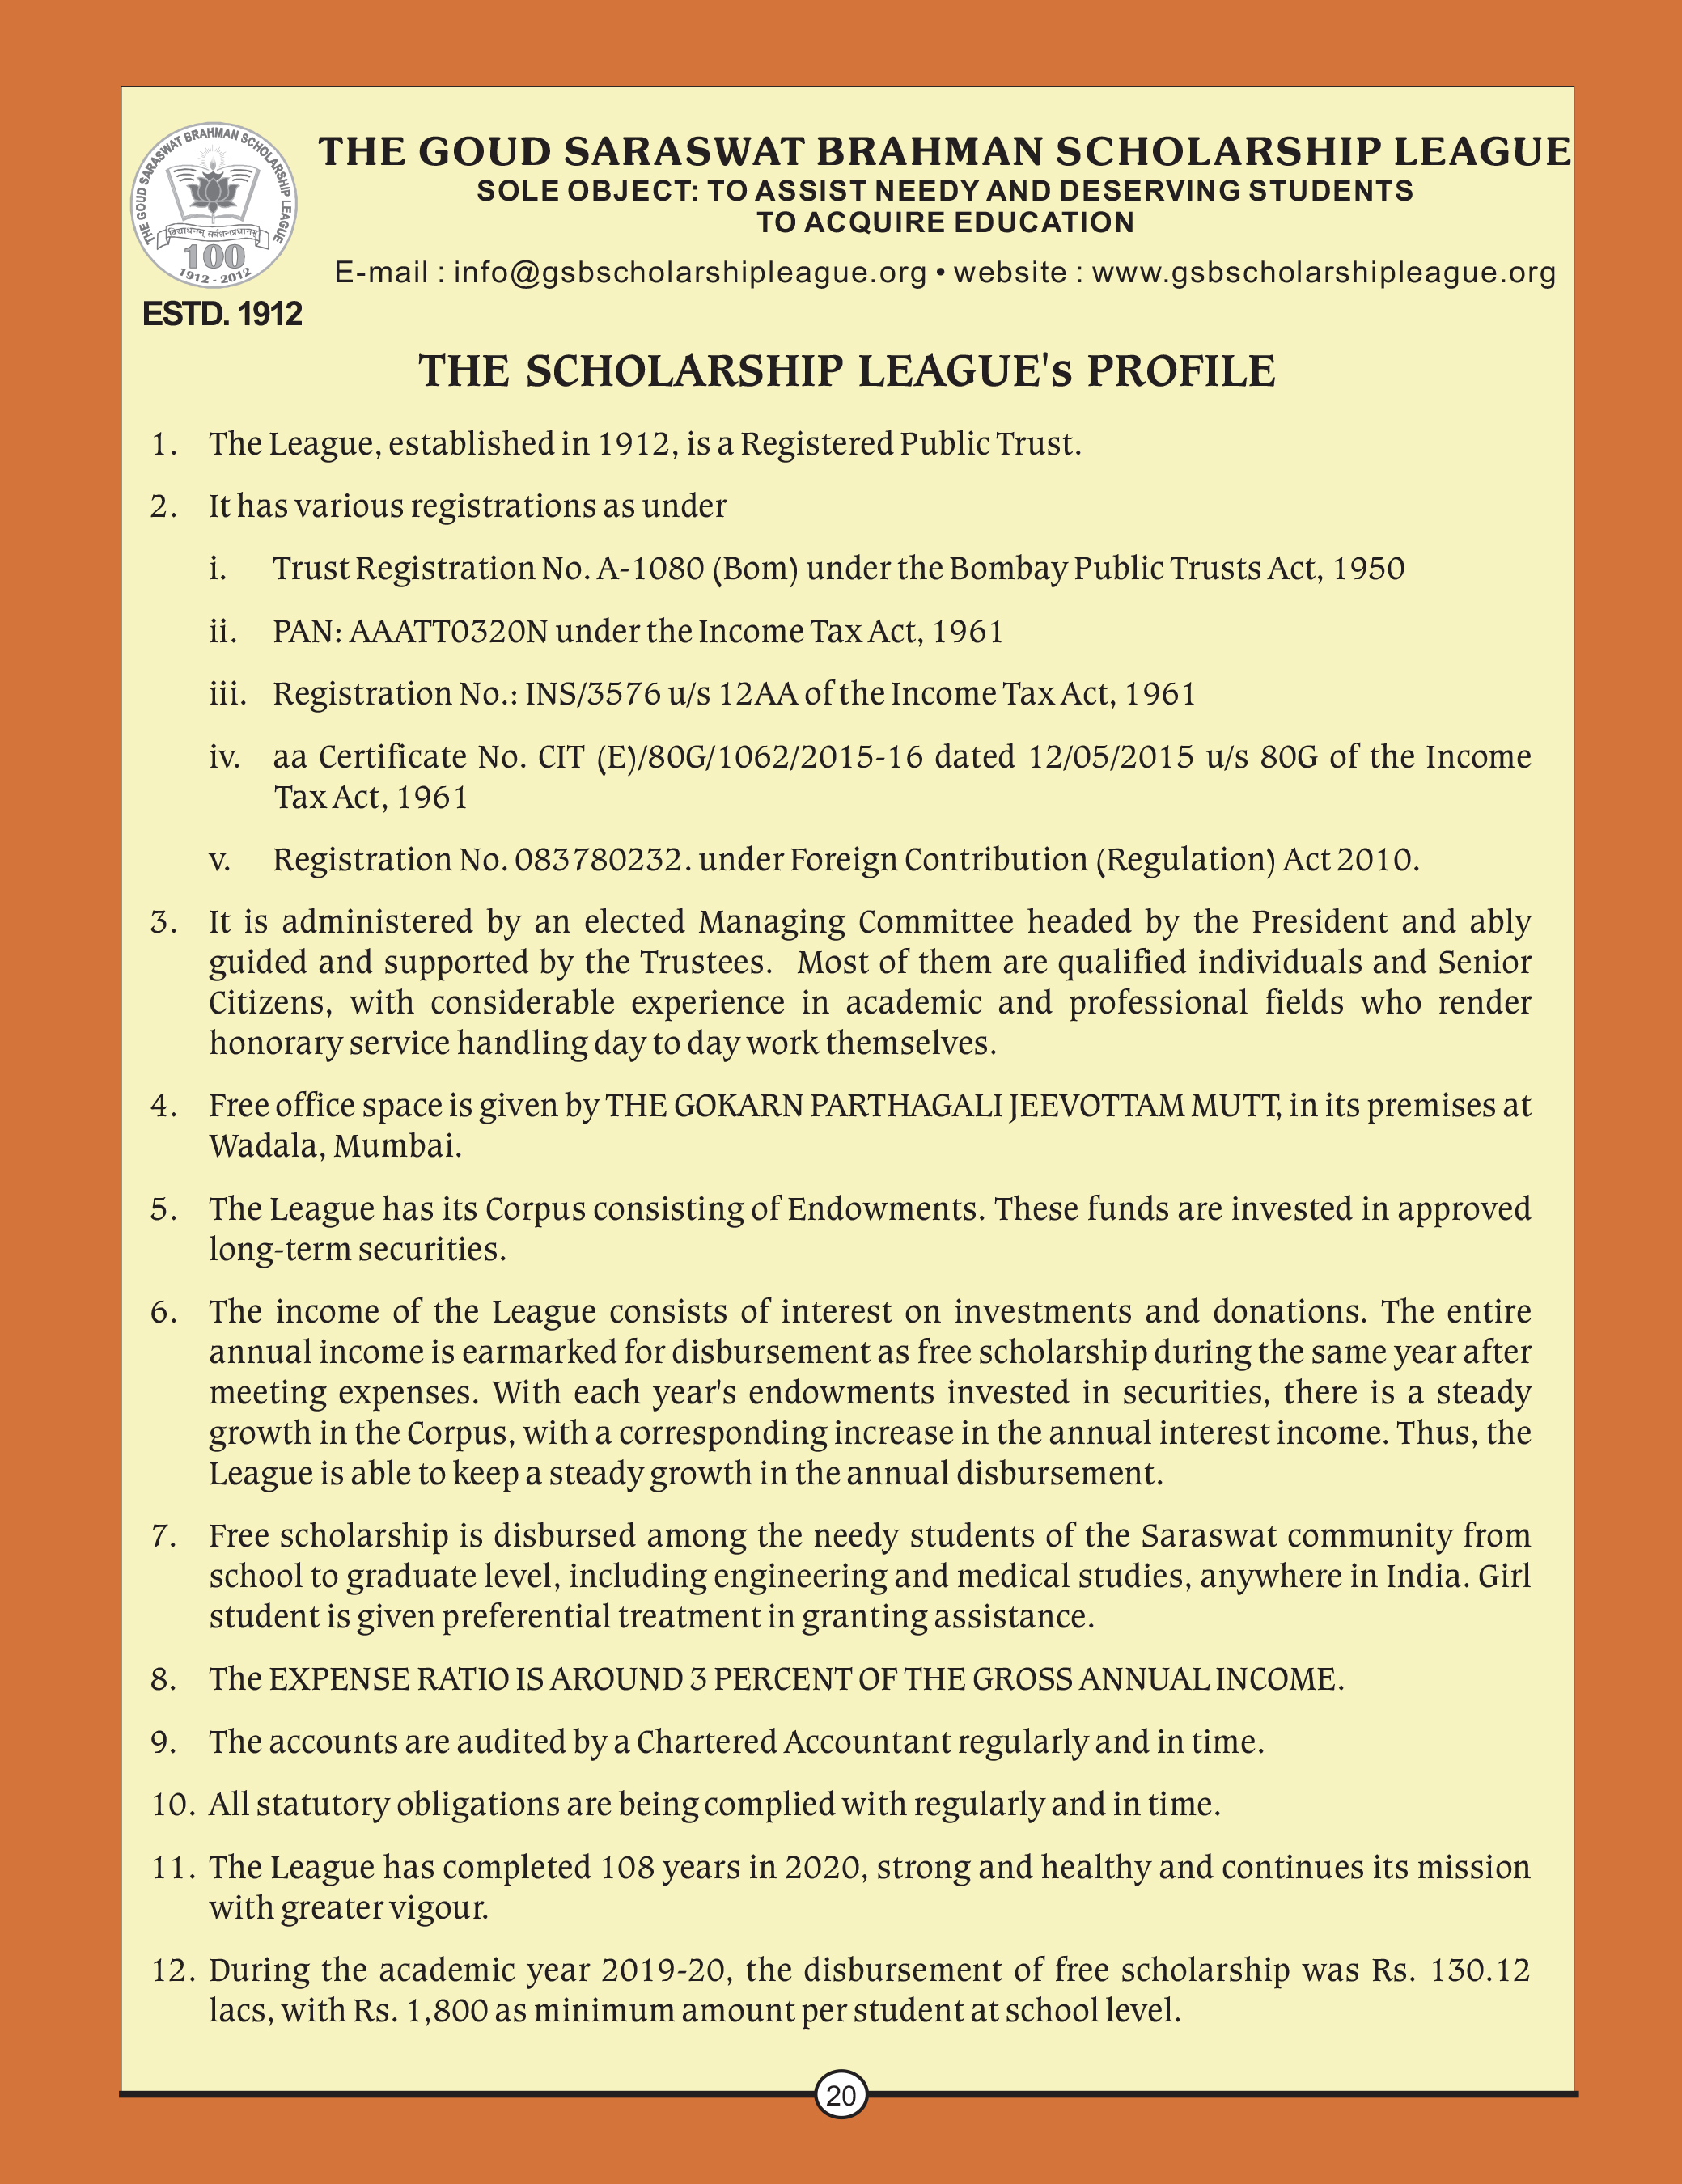 THE GOUD SARASWAT BRAHMAN SCHOLARSHIP LEAGUE
विद्याधनम् सर्वधनप्रधानम्
100
1912 - 2012
ESTD. 1912
THE GOUD SARASWAT BRAHMAN SCHOLARSHIP LEAGUE
SOLE OBJECT: TO ASSIST NEEDY AND DESERVING STUDENTS
TO ACQUIRE EDUCATION
E-mail : info@gsbscholarshipleague.org • website : www.gsbscholarshipleague.org
THE SCHOLARSHIP LEAGUE's PROFILE
1. The League, established in 1912, is a Registered Public Trust.
2. It has various registrations as under
i. Trust Registration No. A-1080 (Bom) under the Bombay Public Trusts Act, 1950
ii. PAN: AAATT0320N under the Income Tax Act, 1961
iii. Registration No.: INS/3576 u/s 12AA of the Income Tax Act, 1961
iv. aa Certificate No. CIT (E)/80G/1062/2015-16 dated 12/05/2015 u/s 80G of the Income
Tax Act, 1961
v. Registration No. 083780232. under Foreign Contribution (Regulation) Act 2010.
3. It is administered by an elected Managing Committee headed by the President and ably
guided and supported by the Trustees. Most of them are qualified individuals and Senior
Citizens, with considerable experience in academic and professional fields who render
honorary service handling day to day work themselves.
4. Free office space is given by THE GOKARN PARTHAGALI JEEVOTTAM MUTT, in its premises at
Wadala, Mumbai.
5. The League has its Corpus consisting of Endowments. These funds are invested in approved
long-term securities.
6. The income of the League consists of interest on investments and donations. The entire
annual income is earmarked for disbursement as free scholarship during the same year after
meeting expenses. With each year's endowments invested in securities, there is a steady
growth in the Corpus, with a corresponding increase in the annual interest income. Thus, the
League is able to keep a steady growth in the annual disbursement.
7. Free scholarship is disbursed among the needy students of the Saraswat community from
school to graduate level, including engineering and medical studies, anywhere in India. Girl
student is given preferential treatment in granting assistance.
8. The EXPENSE RATIO IS AROUND 3 PERCENT OF THE GROSS ANNUAL INCOME.
9. The accounts are audited by a Chartered Accountant regularly and in time.
10. All statutory obligations are being complied with regularly and in time.
11. The League has completed 108 years in 2020, strong and healthy and continues its mission
with greater vigour.
12. During the academic year 2019-20, the disbursement of free scholarship was Rs. 130.12
lacs, with Rs. 1,800 as minimum amount per student at school level.
20